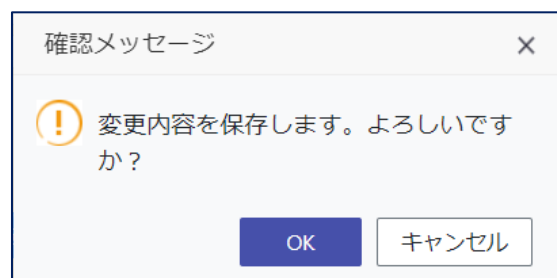 確認メッセージ
変更内容を保存します。よろしいです
か？
OK
キャンセル